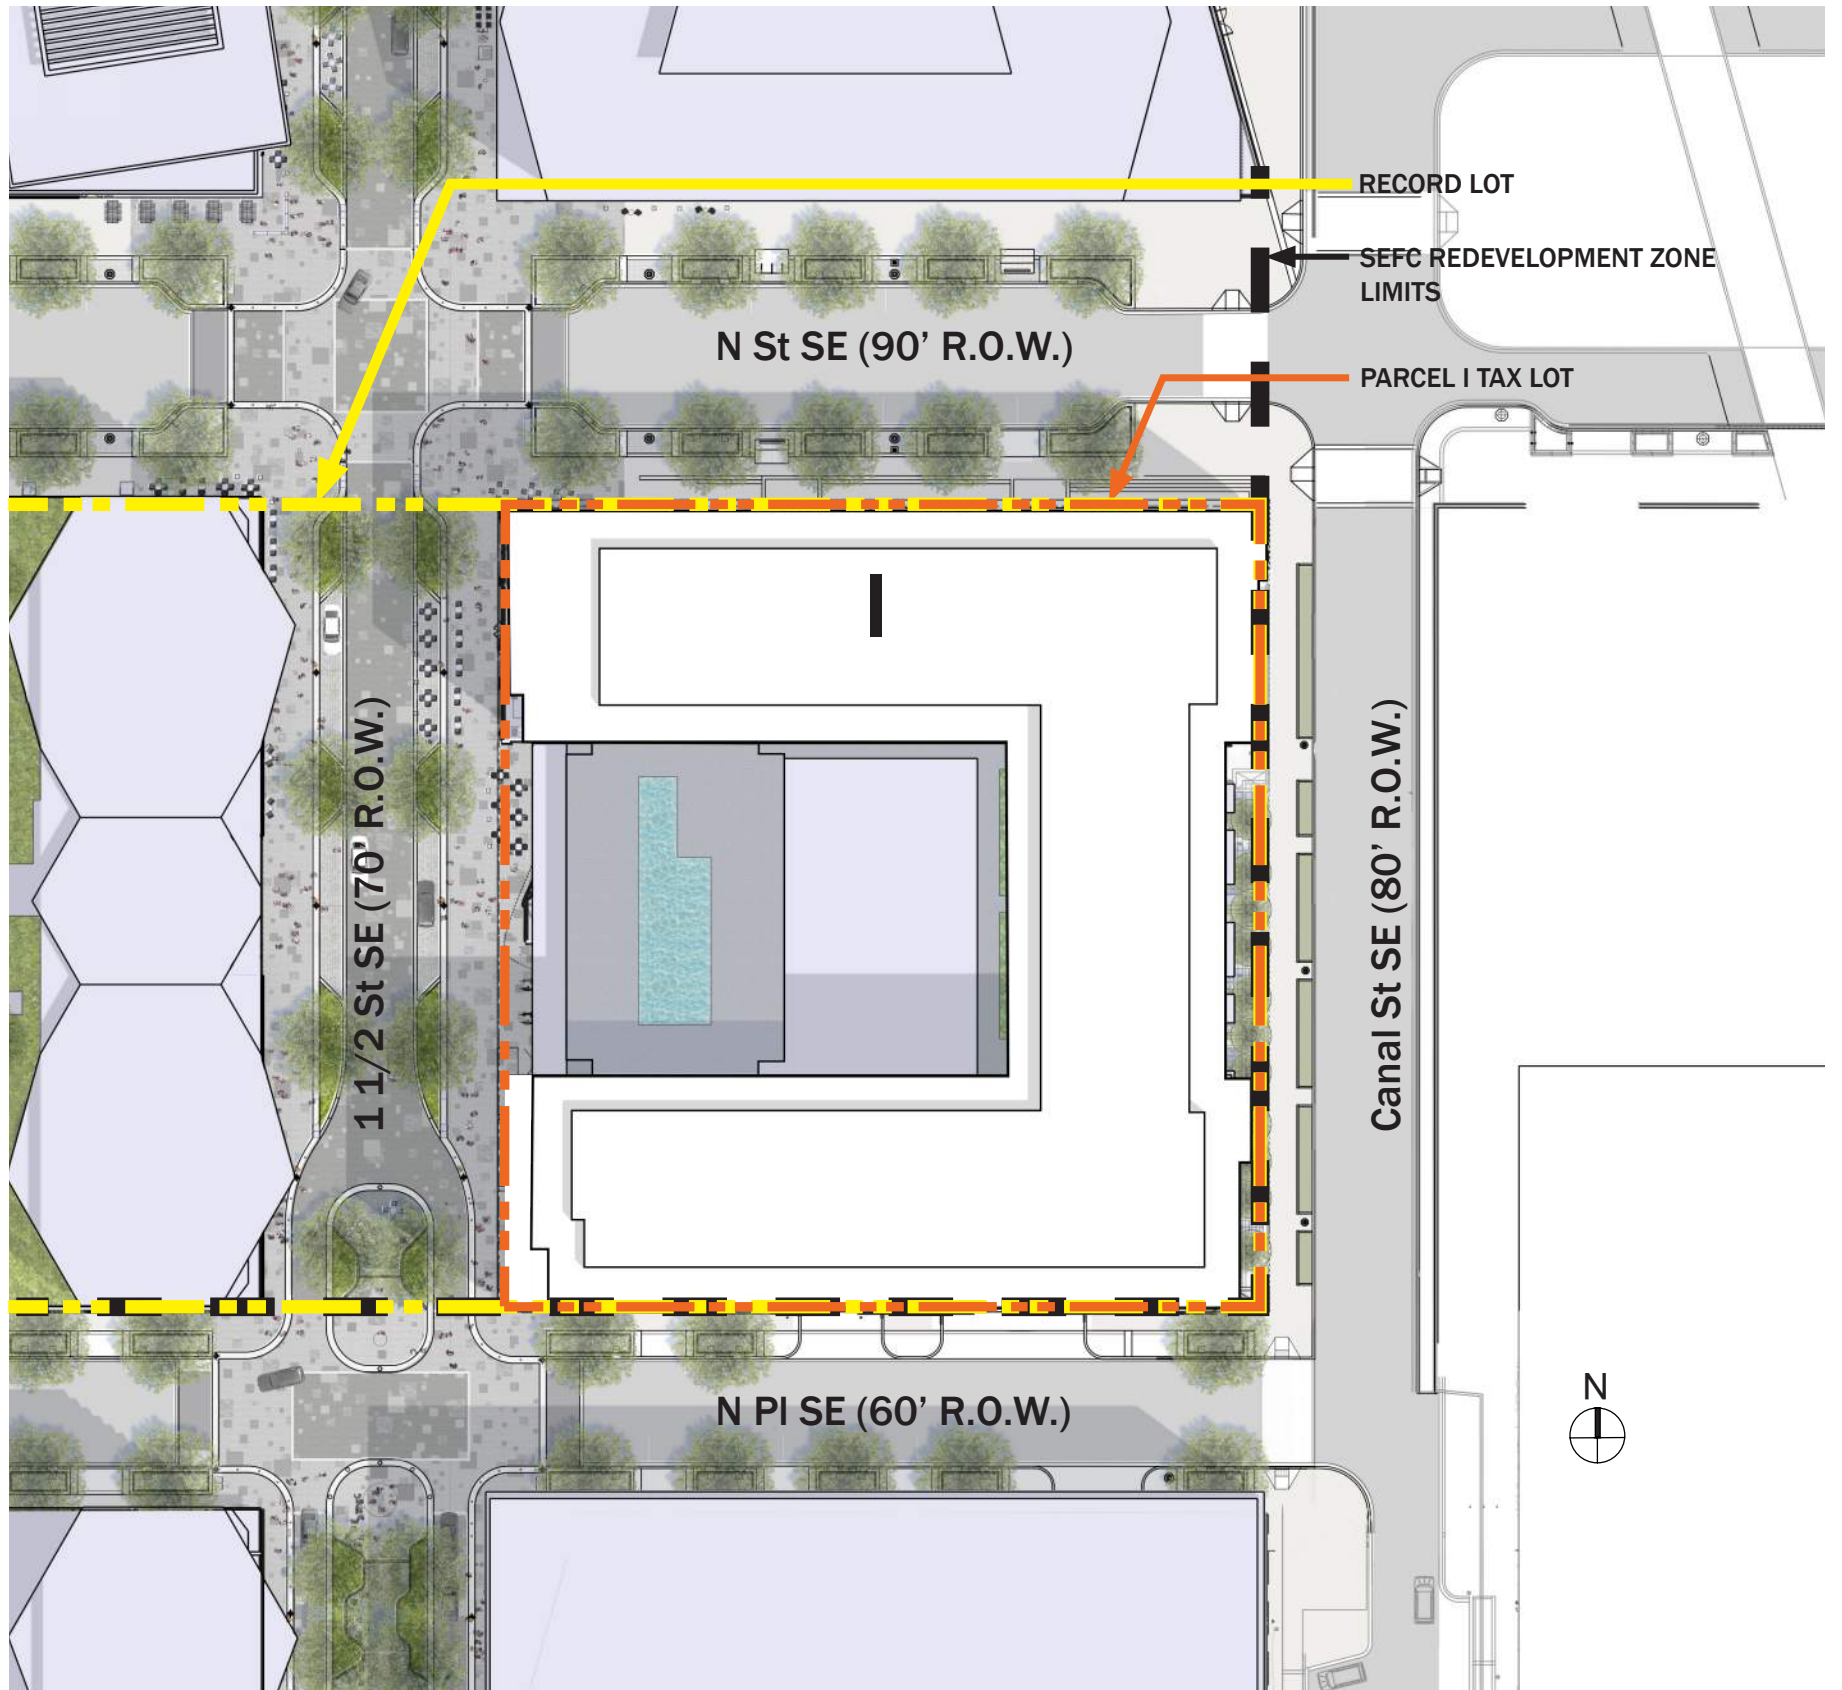 RECORD LOT
SEFC REDEVELOPMENT ZONE
LIMITS
N St SE (90’ R.O.W.)
PARCEL I TAX LOT
I
1 1/2 St SE (70’ R.O.W.)
Canal St SE (80’ R.O.W.)
N
N Pl SE (60’ R.O.W.)